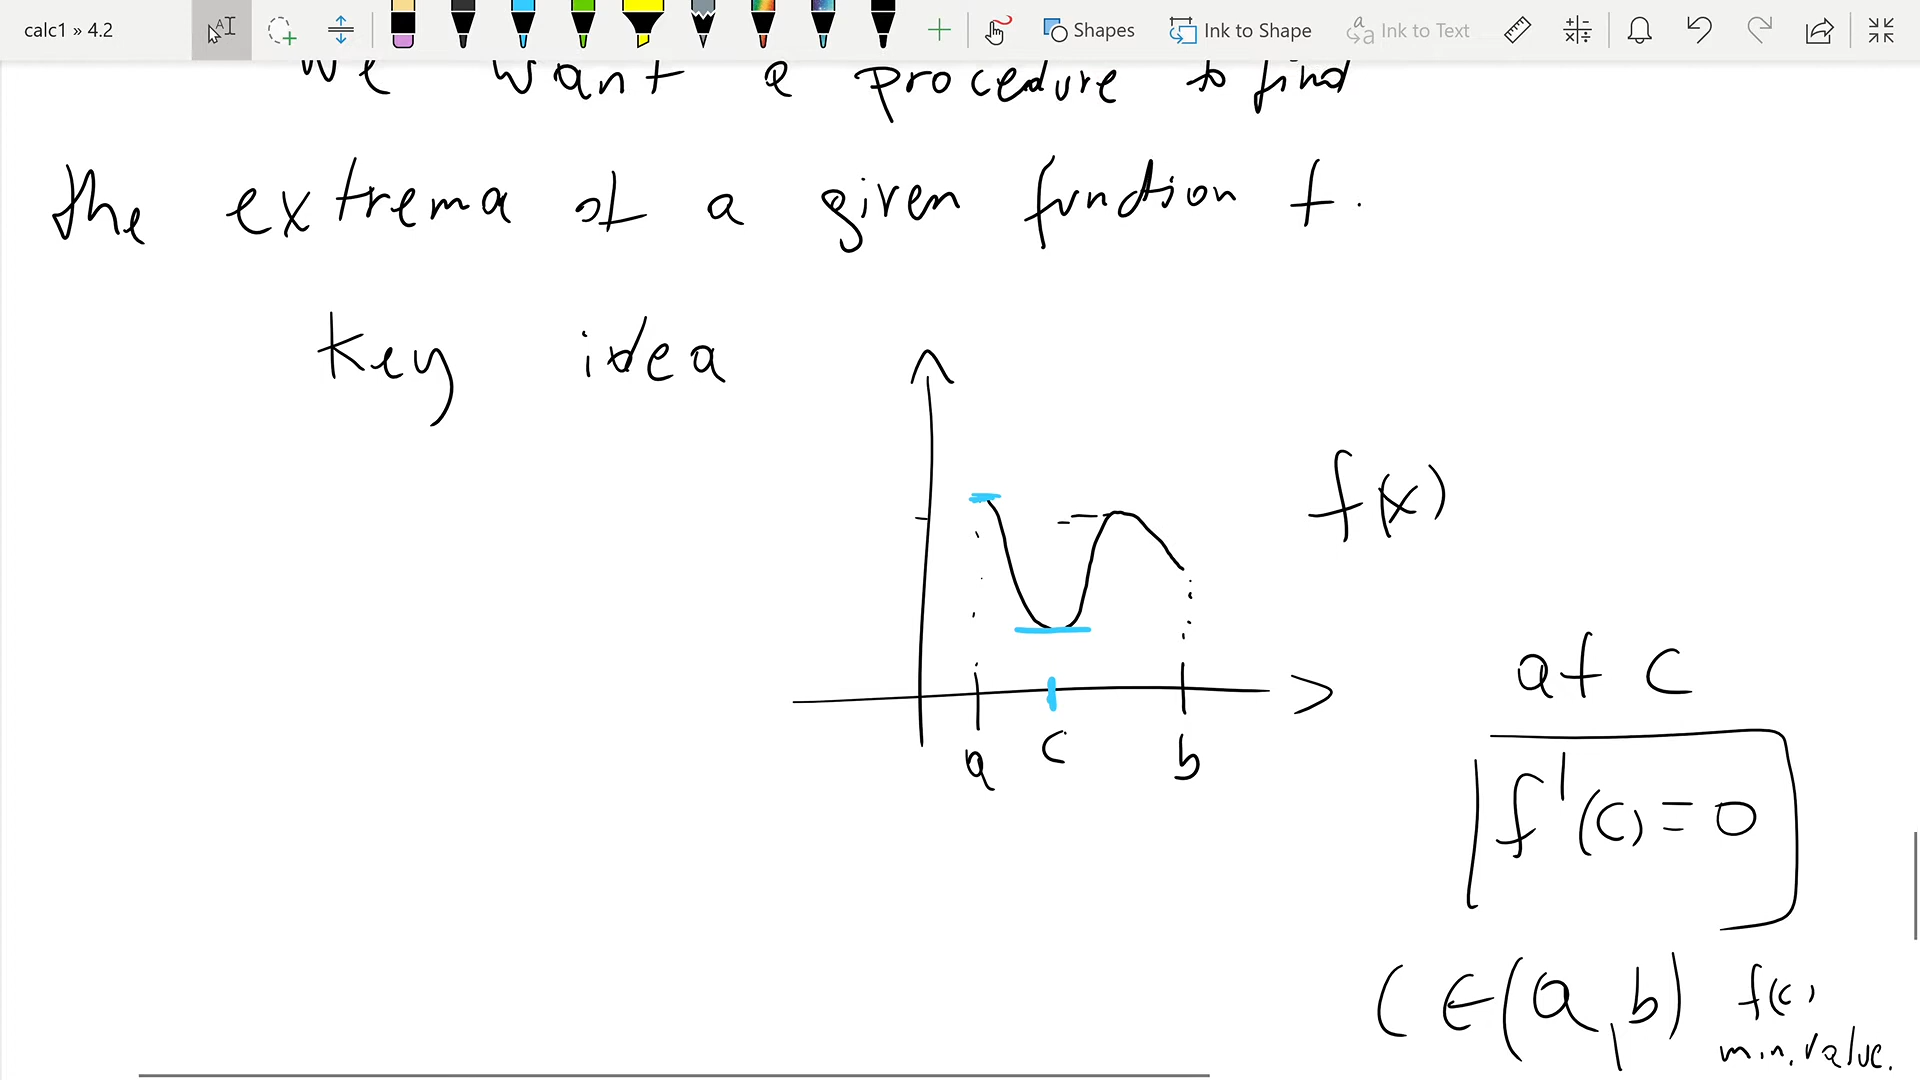 calc1 » 4.2
Shapes
Ink to Shape
Ink to Text
we want a procedure to find
the extrema of a given function f.
Key idea
f(x)
a c b
at c
f'(c) = 0
c ∈ (a, b) f(c)
min. value.